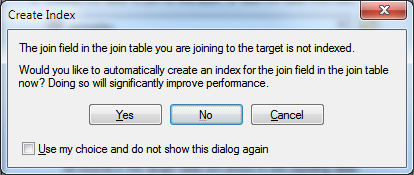 Create Index
The join field in the join table you are joining to the target is not indexed.
Would you like to automatically create an index for the join field in the join table
now? Doing so will significantly improve performance.
Yes No Cancel
Use my choice and do not show this dialog again